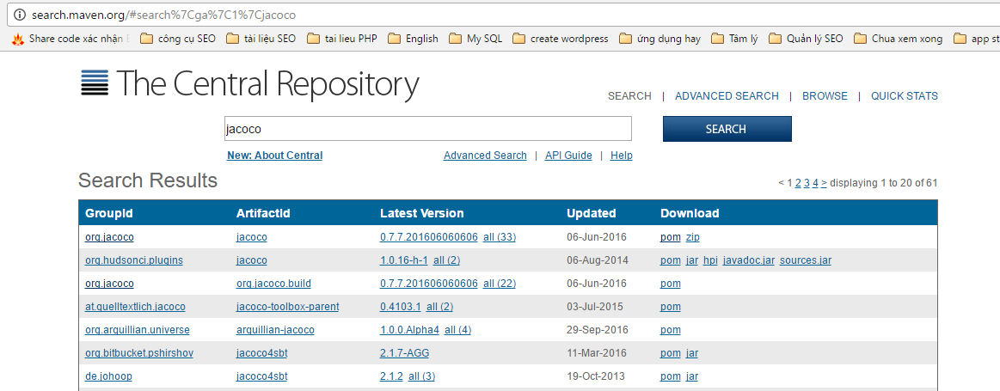 search.maven.org/#search%7Cga%7C1%7Cjacoco
Share code xác nhận công cụ SEO tài liệu SEO tai lieu PHP English My SQL create wordpress ứng dụng hay Tâm lý Quản lý SEO Chua xem xong app st
The Central Repository
SEARCH | ADVANCED SEARCH | BROWSE | QUICK STATS
jacoco SEARCH
New: About Central Advanced Search | API Guide | Help
Search Results < 1 2 3 4 > displaying 1 to 20 of 61
GroupId ArtifactId Latest Version Updated Download
org.jacoco jacoco 0.7.7.201606060606 all (33) 06-Jun-2016 pom zip
org.hudsonci.plugins jacoco 1.0.16-h-1 all (2) 06-Aug-2014 pom jar hpi javadoc.jar sources.jar
org.jacoco org.jacoco.build 0.7.7.201606060606 all (22) 06-Jun-2016 pom
at.quelltextlich.jacoco jacoco-toolbox-parent 0.4103.1 all (2) 03-Jul-2015 pom
org.arquillian.universe arquillian-jacoco 1.0.0.Alpha4 all (4) 29-Sep-2016 pom
org.bitbucket.pshirshov jacoco4sbt 2.1.7-AGG 11-Mar-2016 pom jar
de.johoop jacoco4sbt 2.1.2 all (3) 19-Oct-2013 pom jar